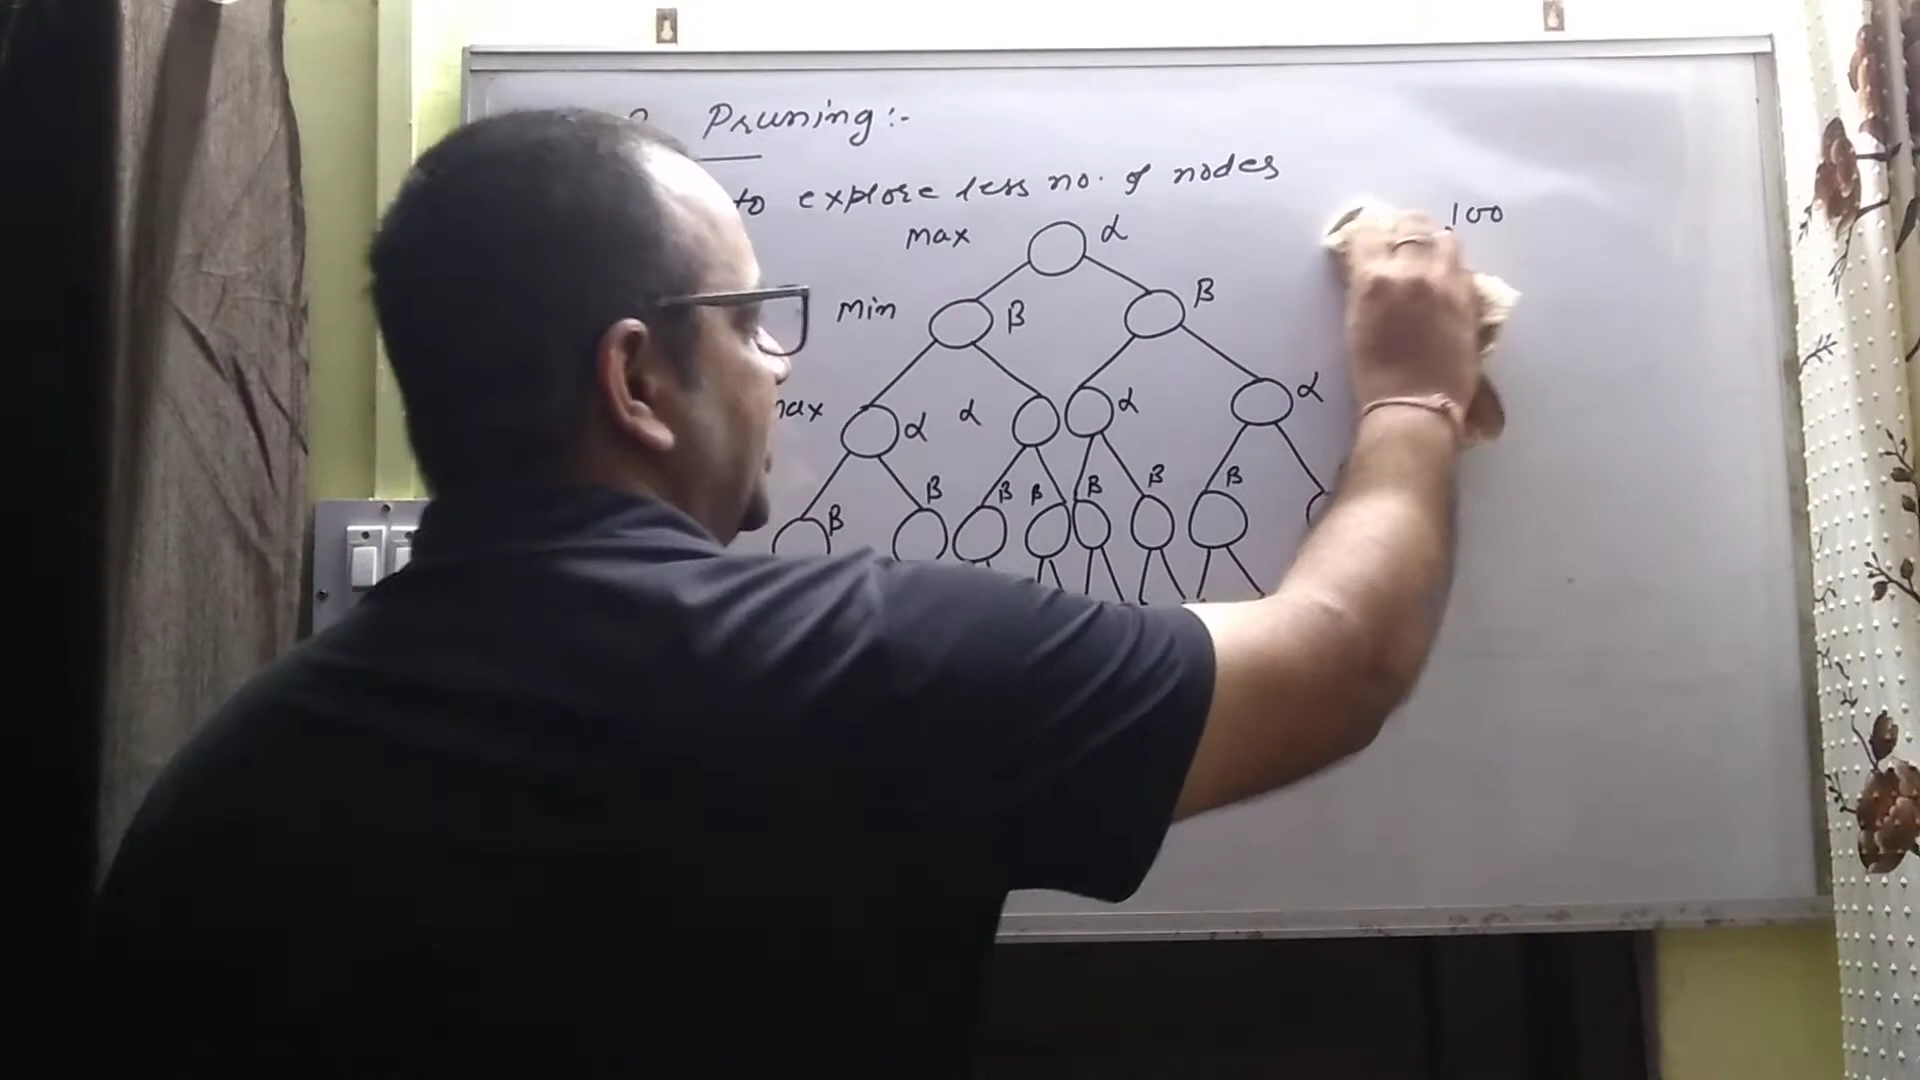 Pruning:-
to explore less no. of nodes
100
max α
Min β β
max α α α α
β β β β β β β